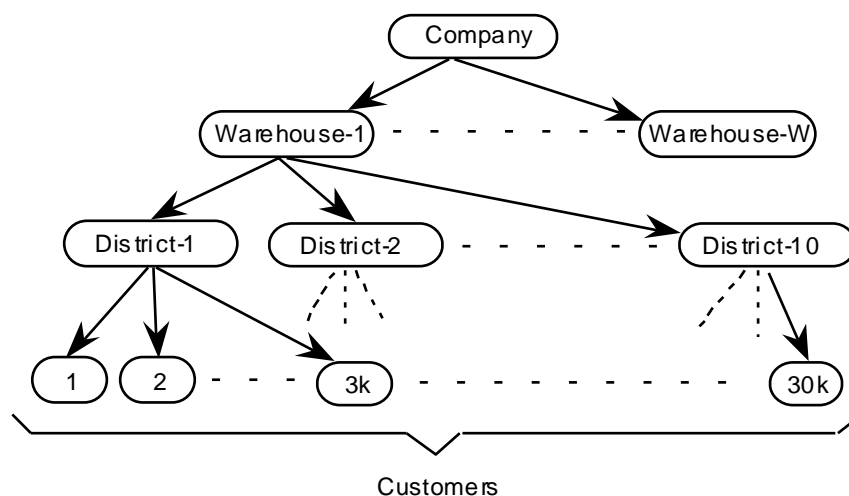 Company
Warehouse-1
Warehouse-W
District-1
District-2
District-10
1
2
3k
30k
Customers